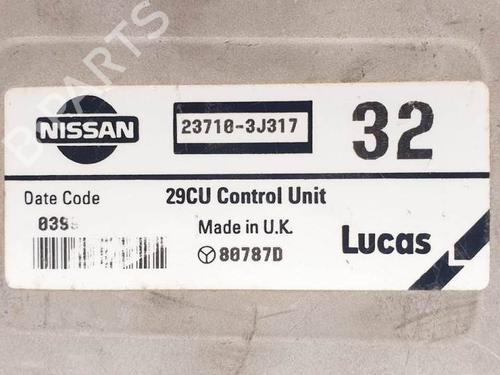 B-PARTS
NISSAN
23710-3J317
32
Date Code
29CU Control Unit
Made in U.K.
80787D
Lucas
L